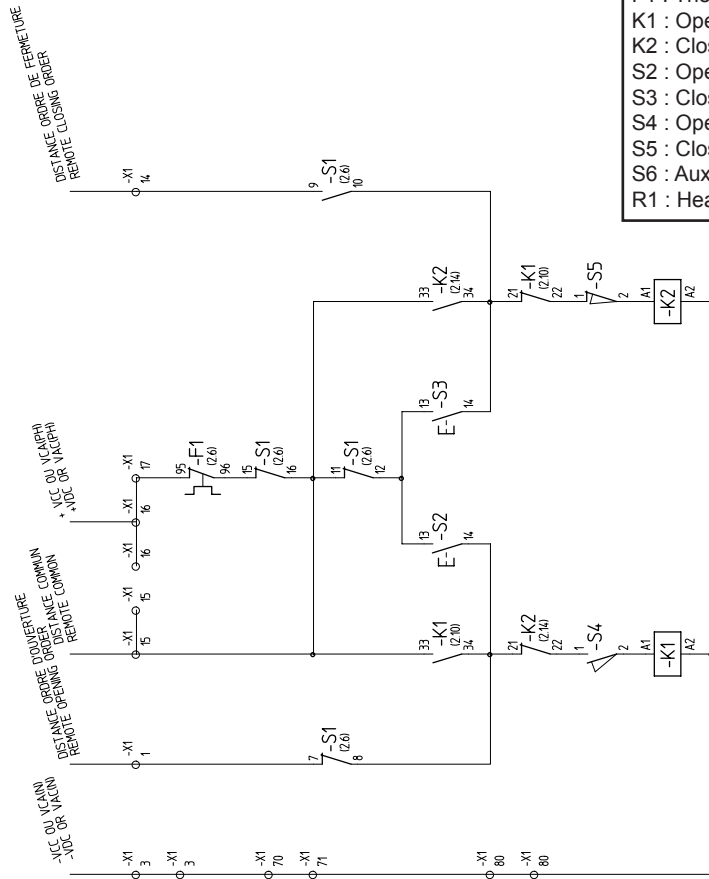 DISTANCE ORDRE DE FERMETURE
REMOTE CLOSING ORDER
K1 : Ope
K2 : Clos
S2 : Ope
S3 : Clos
S4 : Ope
S5 : Clos
S6 : Aux
R1 : Hea
+ VCC OU VCA(PH)
+VDC OR VAC(PH)
DISTANCE COMMUN
REMOTE COMMON
DISTANCE ORDRE D'OUVERTURE
REMOTE OPENING ORDER
-VCC OU VCA(N)
-VDC OR VAC(N)
-X1
14
-X1
17
-X1
16
-X1
16
-X1
15
-X1
15
-X1
1
-X1
3
-X1
3
-X1
70
-X1
71
-X1
80
-X1
80
9
-S1
(2.6)
10
95
-F1
(2.6)
96
15
-S1
(2.6)
16
11
-S1
(2.6)
12
7
-S1
(2.6)
8
33
-K2
(2.14)
34
33
-K1
(2.10)
34
13
-S3
14
13
-S2
14
21
-K1
(2.10)
22
1
-S5
2
A1
-K2
A2
21
-K2
(2.14)
22
1
-S4
2
A1
-K1
A2